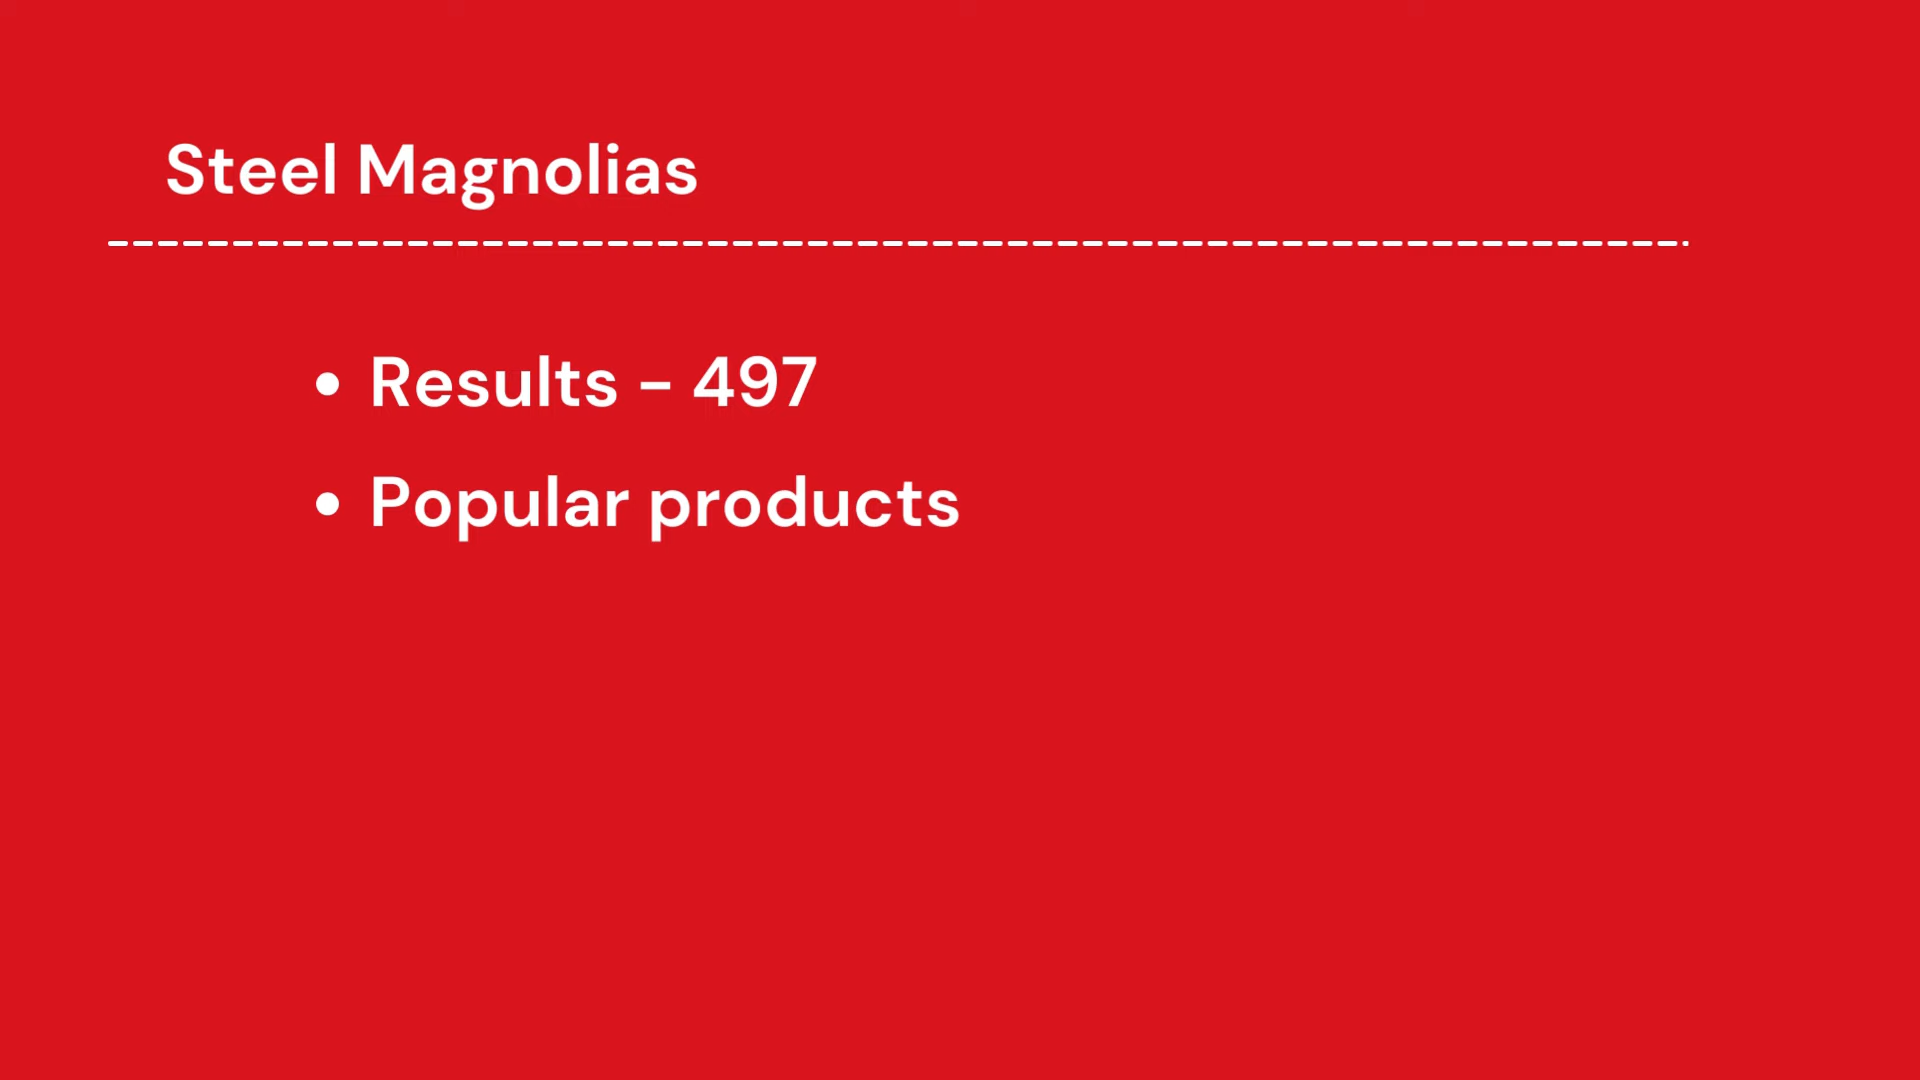 Steel Magnolias
• Results - 497
• Popular products